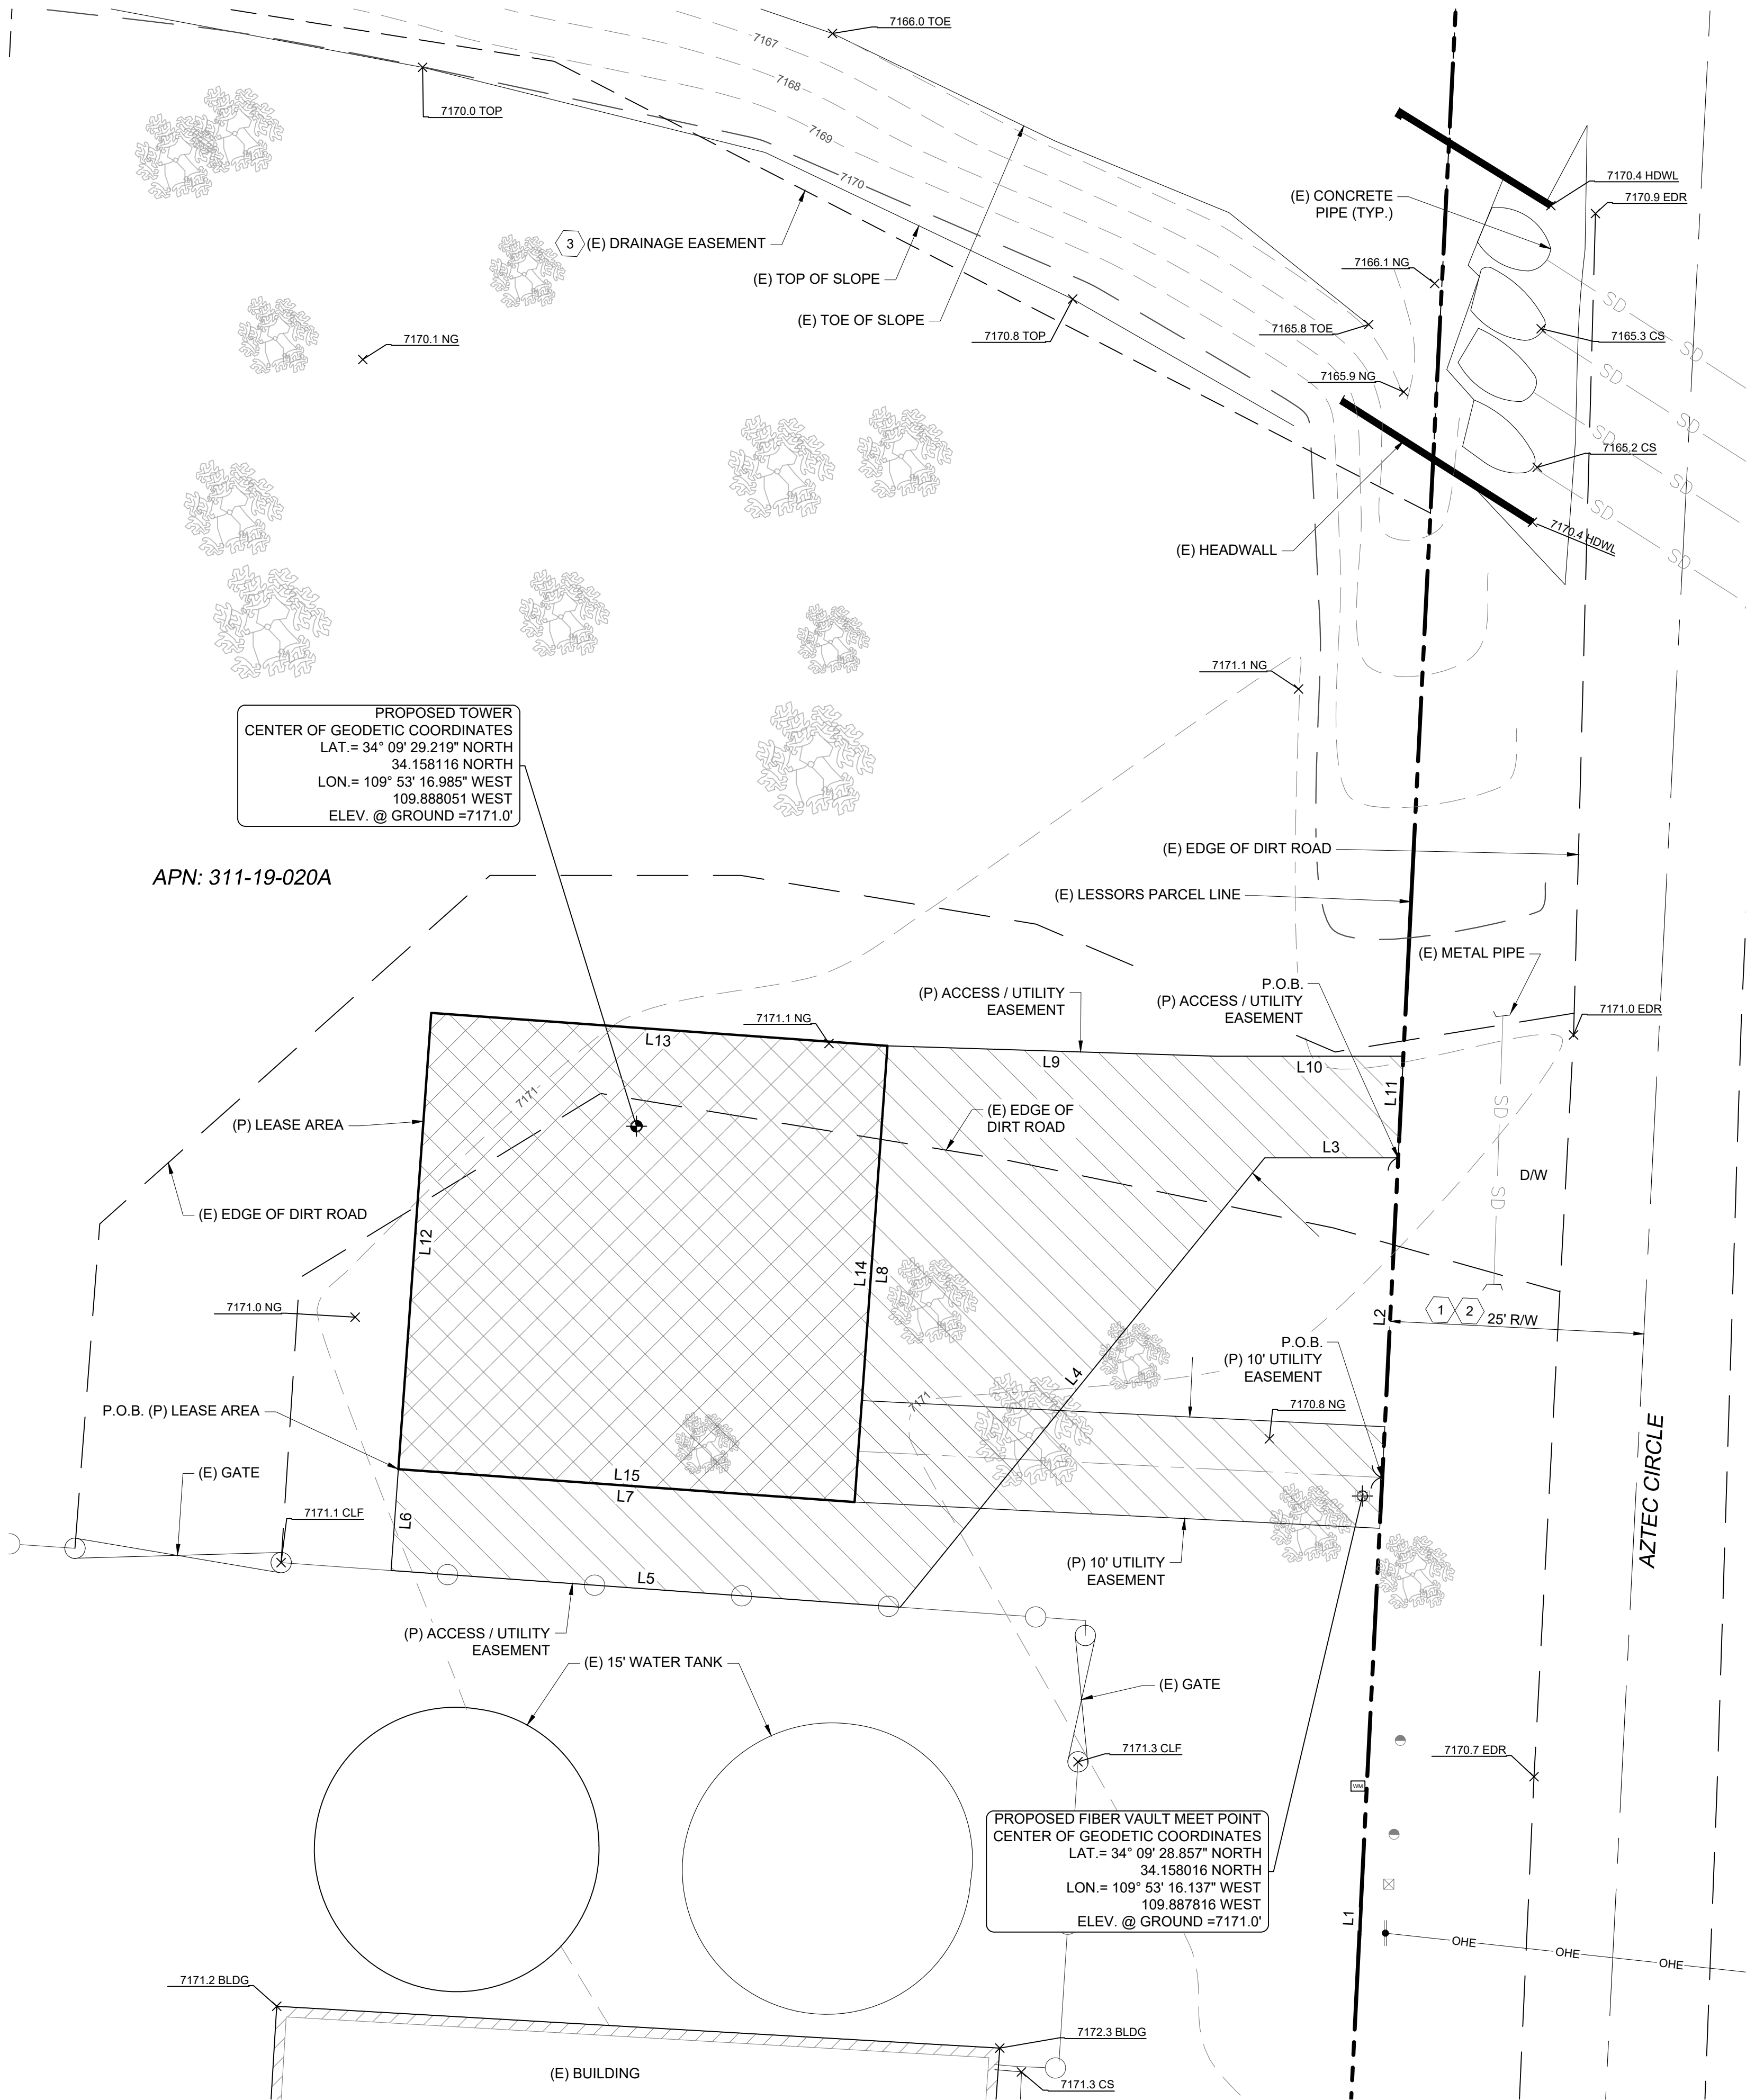 7166.0 TOE
7167
7168
7169
7170
7170.0 TOP
7170.4 HDWL
7170.9 EDR
(E) CONCRETE
PIPE (TYP.)
3 (E) DRAINAGE EASEMENT
7166.1 NG
(E) TOP OF SLOPE
SD
(E) TOE OF SLOPE
7165.8 TOE
7165.3 CS
7170.8 TOP
7170.1 NG
SD
7165.9 NG
SD
SD
SD
7165.2 CS
SD
SD
7170.4 HDWL
(E) HEADWALL
SD
7171.1 NG
PROPOSED TOWER
CENTER OF GEODETIC COORDINATES
LAT.= 34° 09' 29.219" NORTH
34.158116 NORTH
LON.= 109° 53' 16.985" WEST
109.888051 WEST
ELEV. @ GROUND =7171.0'
(E) EDGE OF DIRT ROAD
APN: 311-19-020A
(E) LESSORS PARCEL LINE
(E) METAL PIPE
P.O.B.
(P) ACCESS / UTILITY
EASEMENT
(P) ACCESS / UTILITY
EASEMENT
7171.0 EDR
7171.1 NG
L13
L9
L10
L11
7171
SD
(E) EDGE OF
DIRT ROAD
(P) LEASE AREA
L3
D/W
SD
(E) EDGE OF DIRT ROAD
L12
L14
L8
7171.0 NG
L2
1 2 25' R/W
P.O.B.
(P) 10' UTILITY
EASEMENT
L4
7171
7170.8 NG
P.O.B. (P) LEASE AREA
AZTEC CIRCLE
(E) GATE
L15
L7
L6
7171.1 CLF
(P) 10' UTILITY
EASEMENT
L5
(P) ACCESS / UTILITY
EASEMENT
(E) 15' WATER TANK
(E) GATE
7171.3 CLF
7170.7 EDR
WM
PROPOSED FIBER VAULT MEET POINT
CENTER OF GEODETIC COORDINATES
LAT.= 34° 09' 28.857" NORTH
34.158016 NORTH
LON.= 109° 53' 16.137" WEST
109.887816 WEST
ELEV. @ GROUND =7171.0'
L1
OHE
OHE
OHE
7171.2 BLDG
7172.3 BLDG
(E) BUILDING
7171.3 CS